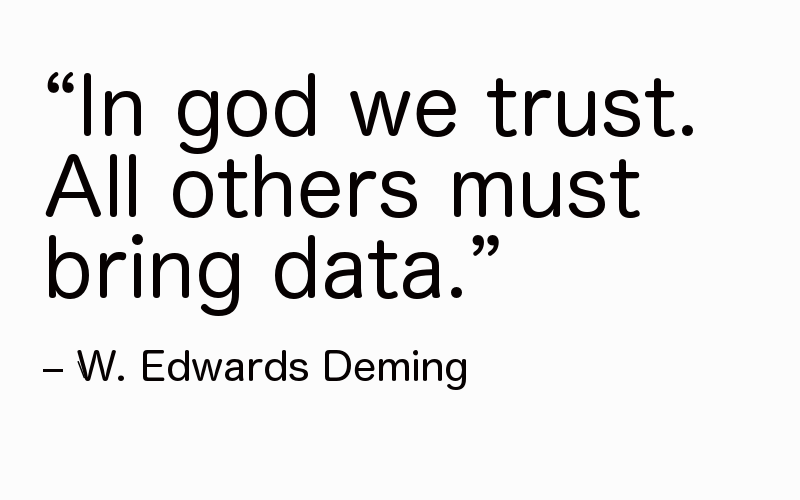 “In god we trust.
All others must
bring data.”
– W. Edwards Deming